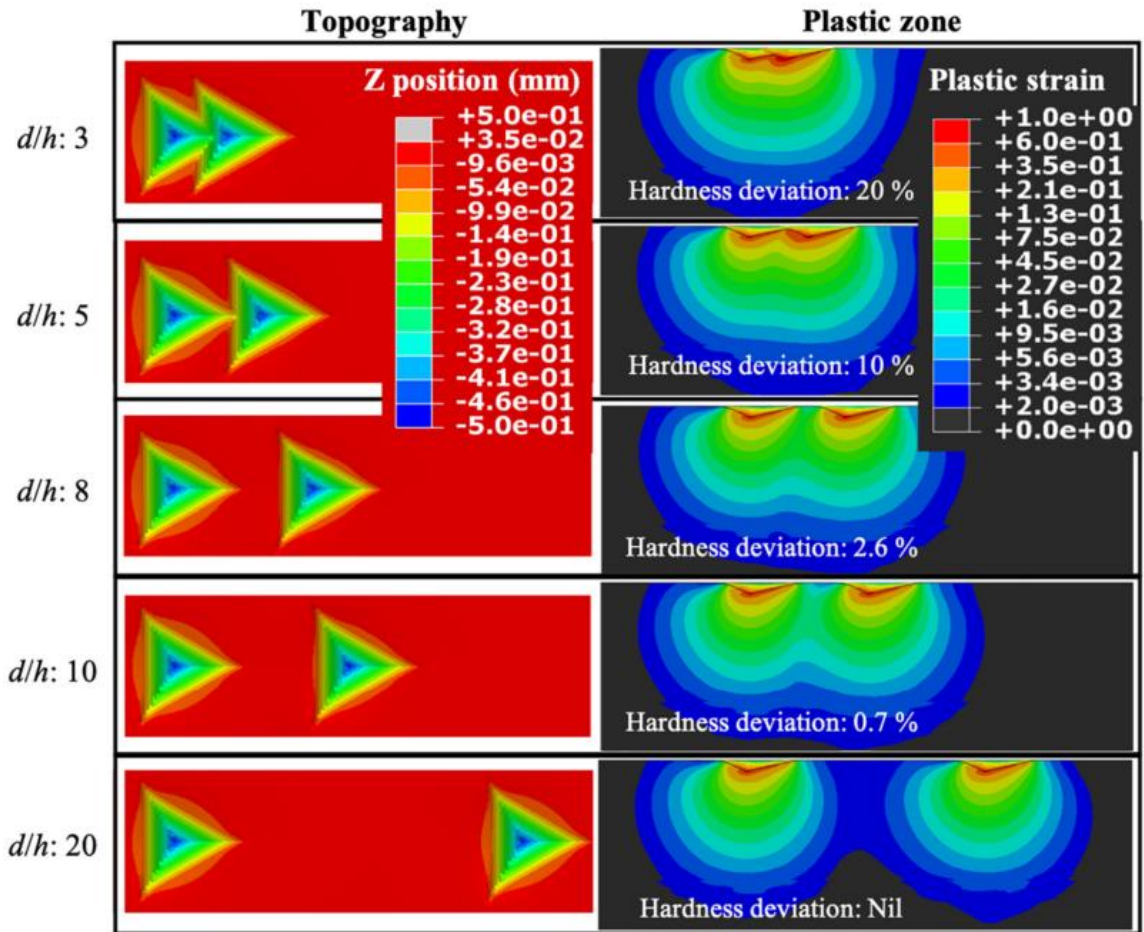 Topography
Plastic zone
d/h: 3
Z position (mm)
+5.0e-01
+3.5e-02
-9.6e-03
-5.4e-02
-9.9e-02
-1.4e-01
-1.9e-01
-2.3e-01
-2.8e-01
-3.2e-01
-3.7e-01
-4.1e-01
-4.6e-01
-5.0e-01
Hardness deviation: 20 %
Plastic strain
+1.0e+00
+6.0e-01
+3.5e-01
+2.1e-01
+1.3e-01
+7.5e-02
+4.5e-02
+2.7e-02
+1.6e-02
+9.5e-03
+5.6e-03
+3.4e-03
+2.0e-03
+0.0e+00
d/h: 5
Hardness deviation: 10 %
d/h: 8
Hardness deviation: 2.6 %
d/h: 10
Hardness deviation: 0.7 %
d/h: 20
Hardness deviation: Nil